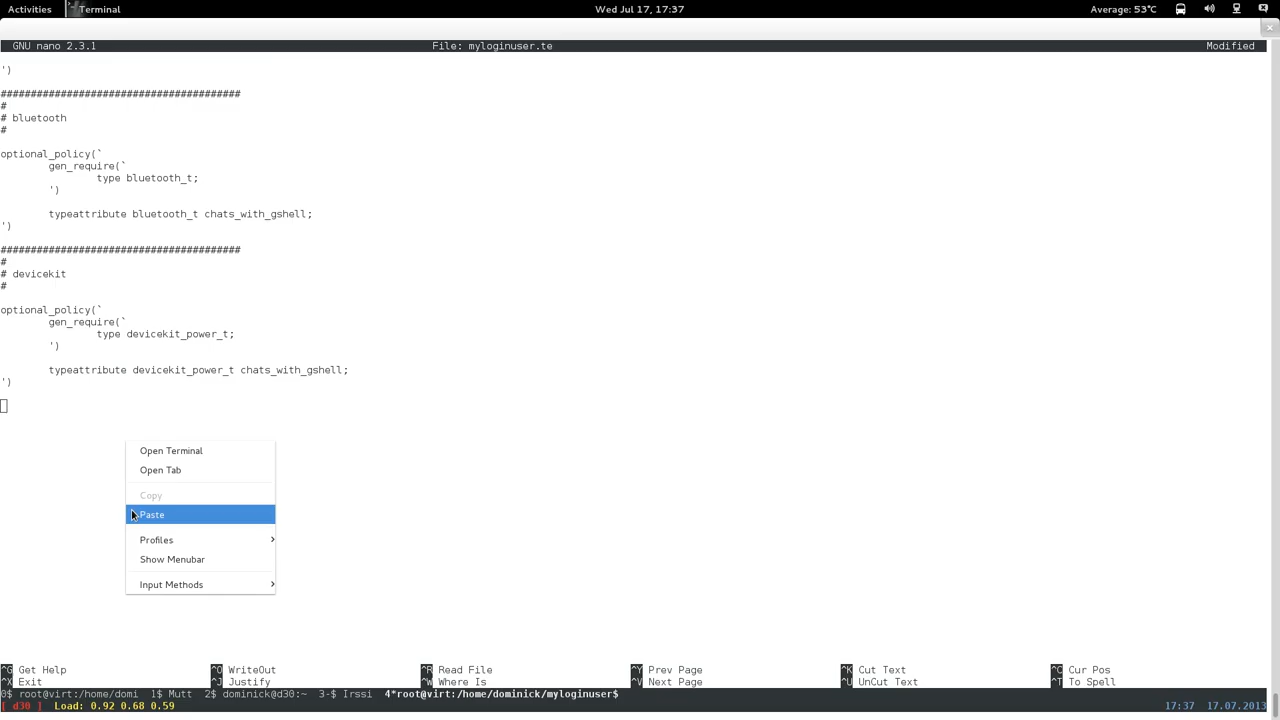 Activities Terminal Wed Jul 17, 17:37 Average: 53°C
GNU nano 2.3.1 File: myloginuser.te Modified
')
########################################
#
# bluetooth
#
optional_policy(`
gen_require(`
type bluetooth_t;
')
typeattribute bluetooth_t chats_with_gshell;
')
########################################
#
# devicekit
#
optional_policy(`
gen_require(`
type devicekit_power_t;
')
typeattribute devicekit_power_t chats_with_gshell;
')
Open Terminal
Open Tab
Copy
Paste
Profiles
Show Menubar
Input Methods
^G Get Help ^O WriteOut ^R Read File ^Y Prev Page ^K Cut Text ^C Cur Pos
^X Exit ^J Justify ^W Where Is ^V Next Page ^U UnCut Text ^T To Spell
0$ root@virt:/home/domi 1$ Mutt 2$ dominick@d30:~ 3-$ Irssi 4*root@virt:/home/dominick/myloginuser$
[ d30 ] Load: 0.92 0.68 0.59 17:37 17.07.2013